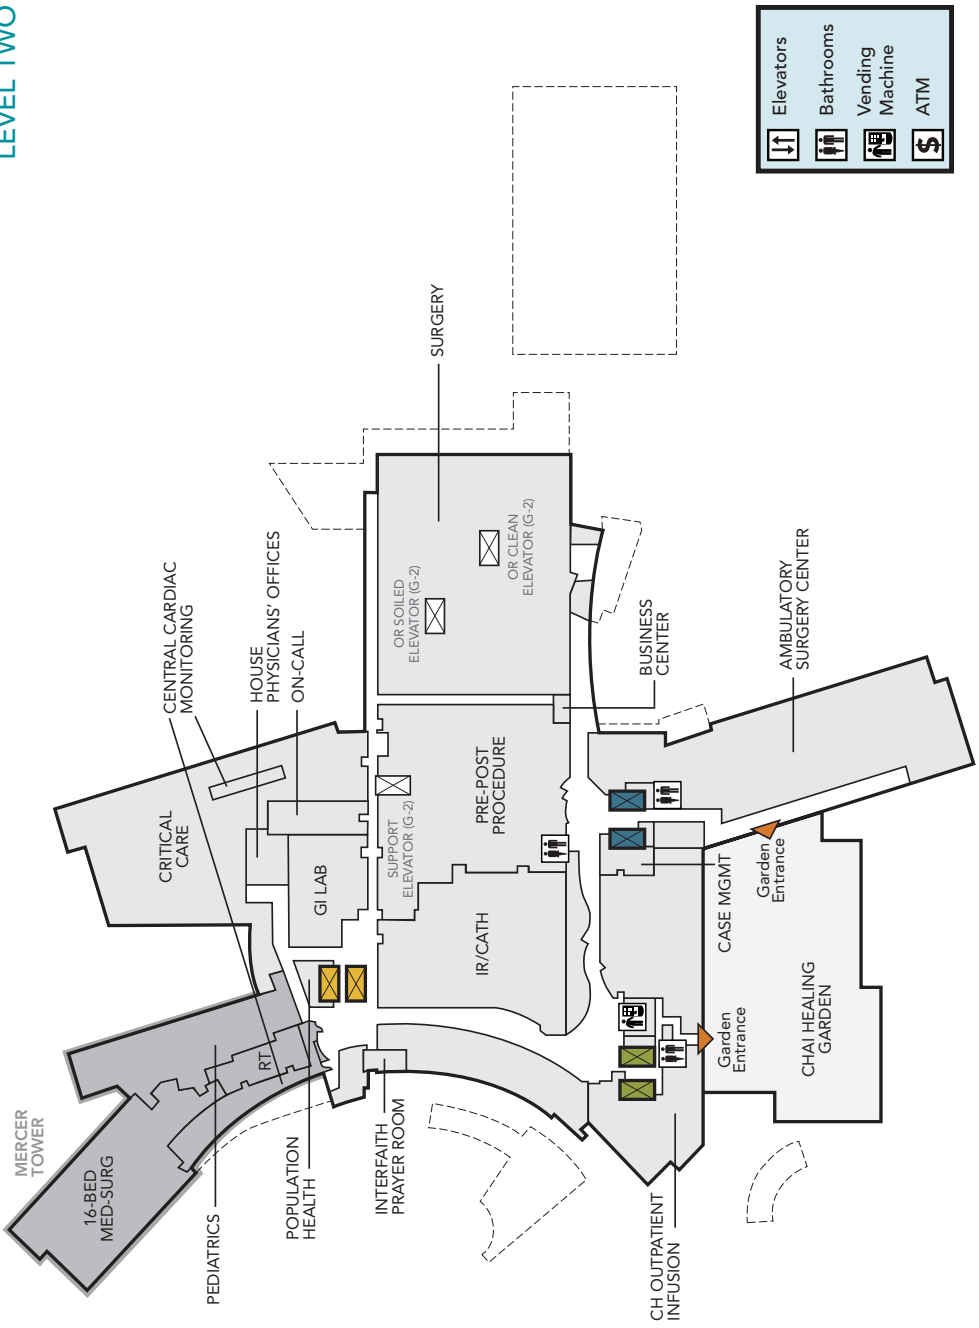 LEVEL TWO
Elevators
Bathrooms
Vending
Machine
$
ATM
SURGERY
CENTRAL CARDIAC
MONITORING
HOUSE
PHYSICIANS' OFFICES
ON-CALL
OR SOILED
ELEVATOR (G-2)
OR CLEAN
ELEVATOR (G-2)
BUSINESS
CENTER
AMBULATORY
SURGERY CENTER
CRITICAL
CARE
GI LAB
SUPPORT
ELEVATOR (G-2)
PRE-POST
PROCEDURE
IR/CATH
CASE MGMT
Garden
Entrance
Garden
Entrance
CHAI HEALING
GARDEN
RT
MERCER
TOWER
16-BED
MED-SURG
PEDIATRICS
POPULATION
HEALTH
INTERFAITH
PRAYER ROOM
CH OUTPATIENT
INFUSION